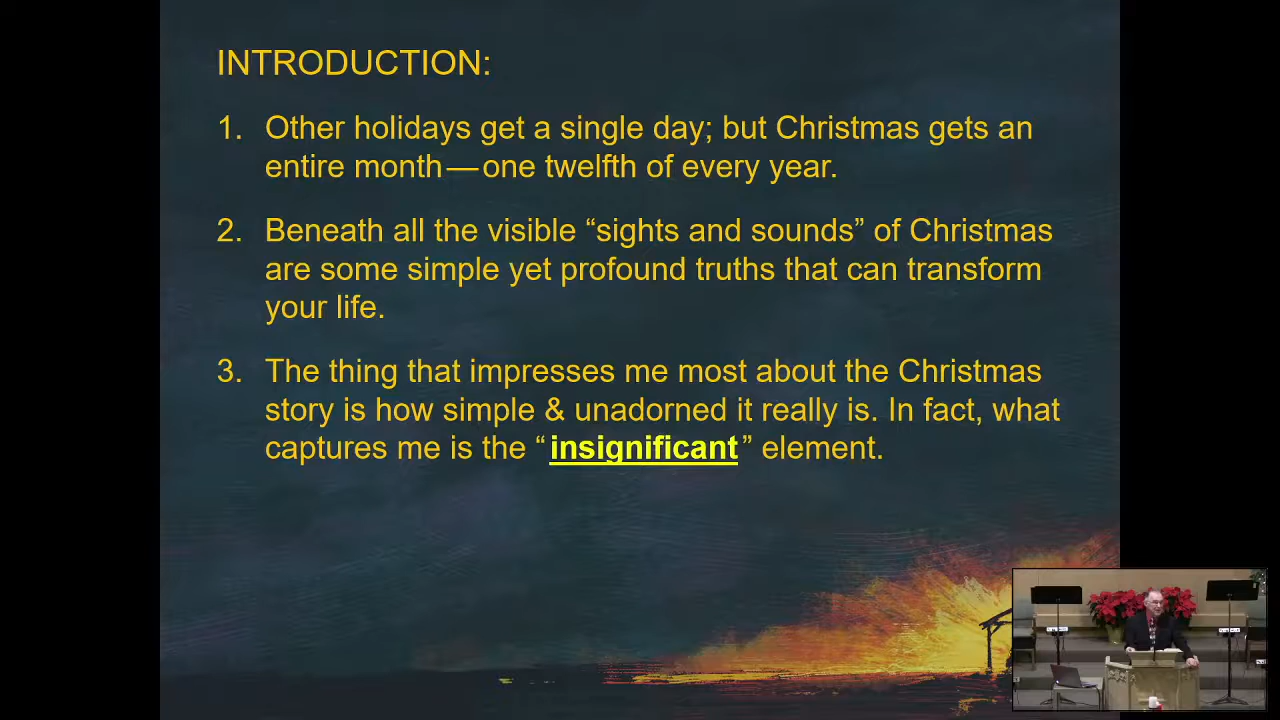 INTRODUCTION:
1. Other holidays get a single day; but Christmas gets an
entire month—one twelfth of every year.
2. Beneath all the visible “sights and sounds” of Christmas
are some simple yet profound truths that can transform
your life.
3. The thing that impresses me most about the Christmas
story is how simple & unadorned it really is. In fact, what
captures me is the “insignificant” element.